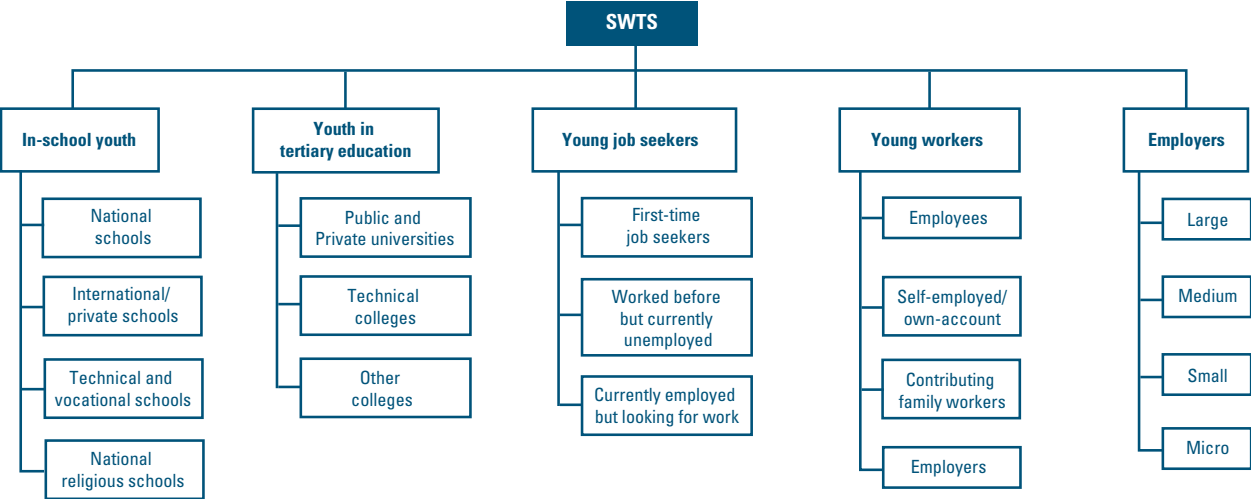 SWTS
In-school youth
National
schools
International/
private schools
Technical and
vocational schools
National
religious schools
Youth in
tertiary education
Public and
Private universities
Technical
colleges
Other
colleges
Young job seekers
First-time
job seekers
Worked before
but currently
unemployed
Currently employed
but looking for work
Young workers
Employees
Self-employed/
own-account
Contributing
family workers
Employers
Employers
Large
Medium
Small
Micro